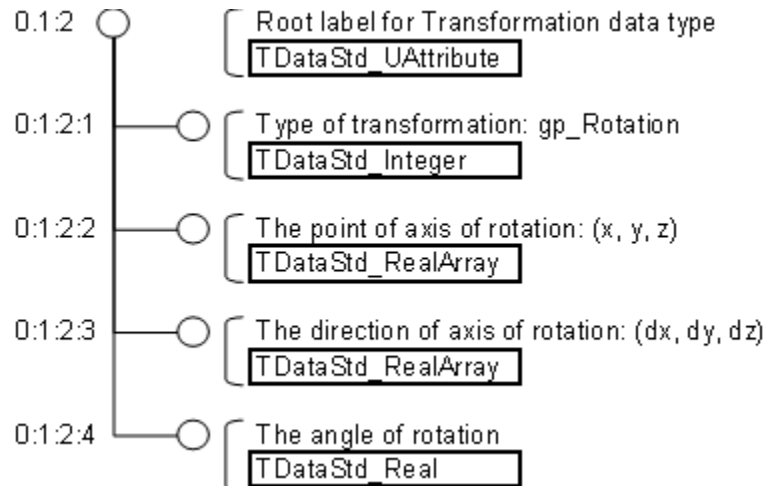 0.1:2 Root label for Transformation data type
TDataStd_UAttribute
0:1:2:1 Type of transformation: gp_Rotation
TDataStd_Integer
0:1:2:2 The point of axis of rotation: (x, y, z)
TDataStd_RealArray
0:1:2:3 The direction of axis of rotation: (dx, dy, dz)
TDataStd_RealArray
0:1:2:4 The angle of rotation
TDataStd_Real